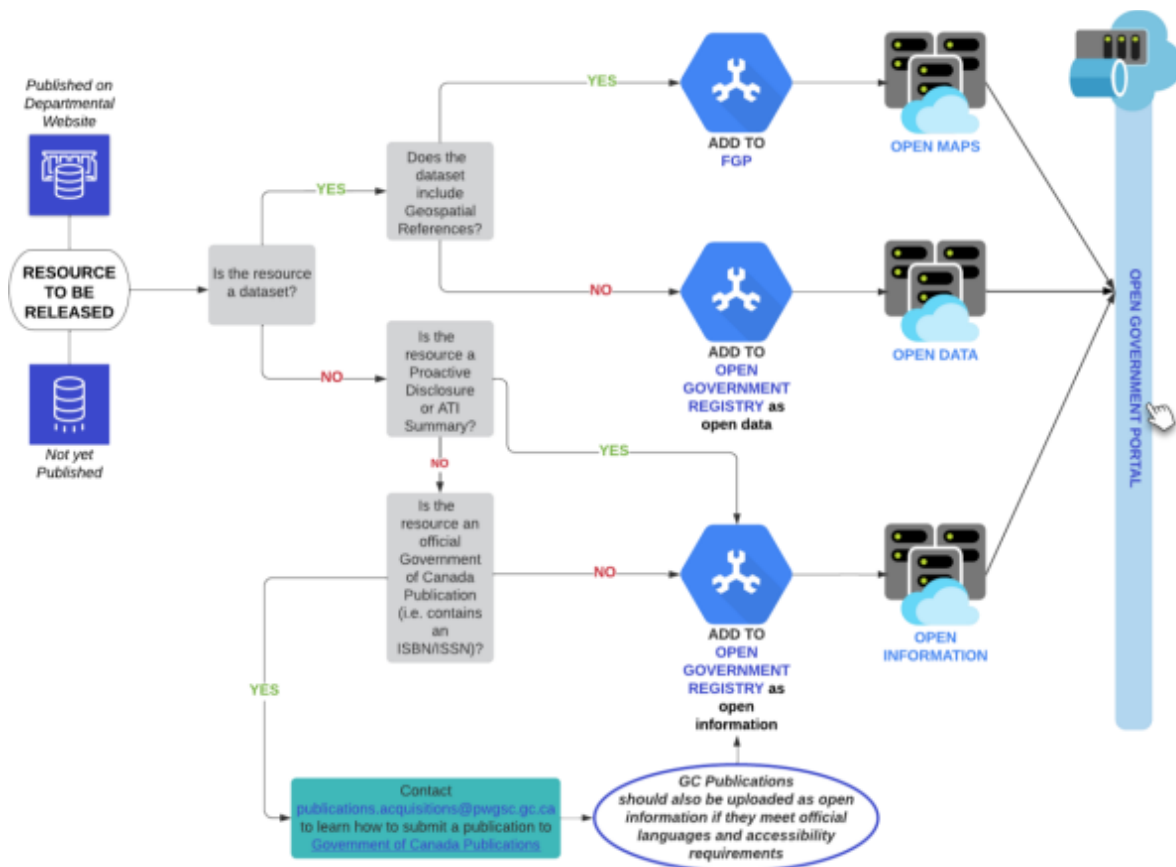 Published on
Departmental
Website
RESOURCE
TO BE
RELEASED
Not yet
Published
Is the resource
a dataset?
YES
NO
Does the
dataset
include
Geospatial
References?
YES
NO
ADD TO
FGP
OPEN MAPS
ADD TO
OPEN
GOVERNMENT
REGISTRY as
open data
OPEN DATA
Is the
resource a
Proactive
Disclosure
or ATI
Summary?
YES
NO
Is the
resource an
official
Government
of Canada
Publication
(i.e. contains
an
ISBN/ISSN)?
NO
YES
ADD TO
OPEN
GOVERNMENT
REGISTRY as
open
information
OPEN
INFORMATION
Contact
publications.acquisitions@pwgsc.gc.ca
to learn how to submit a publication to
Government of Canada Publications
GC Publications
should also be uploaded as open
information if they meet official
languages and accessibility
requirements
OPEN GOVERNMENT PORTAL